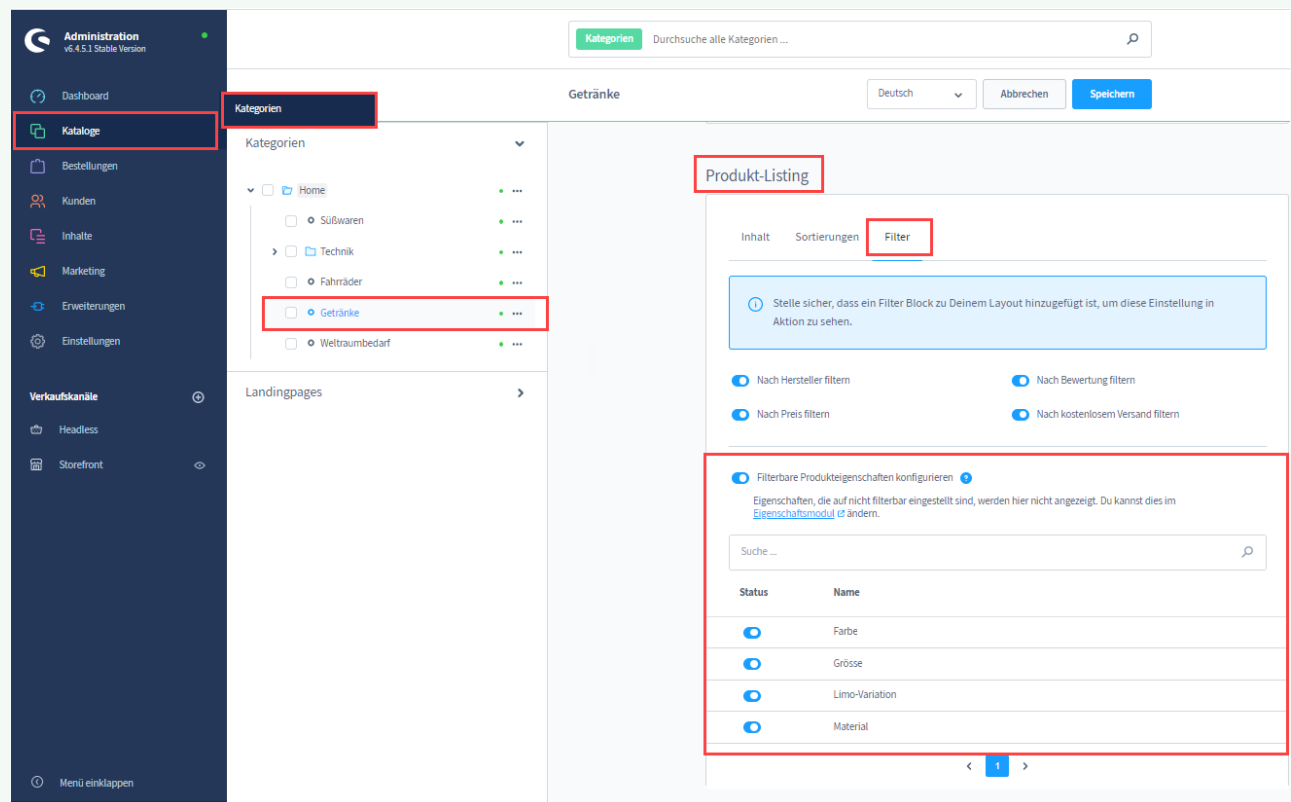 Administration
v6.4.5.1 Stable Version
Kategorien
Durchsuche alle Kategorien ...
Dashboard
Kataloge
Bestellungen
Kunden
Inhalte
Marketing
Erweiterungen
Einstellungen
Verkaufskanäle
Headless
Storefront
Menü einklappen
Kategorien
Getränke
Deutsch
Abbrechen
Speichern
Kategorien
Home
Süßwaren
Technik
Fahrräder
Getränke
Weltraumbedarf
Landingpages
Produkt-Listing
Inhalt
Sortierungen
Filter
Stelle sicher, dass ein Filter Block zu Deinem Layout hinzugefügt ist, um diese Einstellung in
Aktion zu sehen.
Nach Hersteller filtern
Nach Bewertung filtern
Nach Preis filtern
Nach kostenlosem Versand filtern
Filterbare Produkteigenschaften konfigurieren ?
Eigenschaften, die auf nicht filterbar eingestellt sind, werden hier nicht angezeigt. Du kannst dies im
Eigenschaftsmodul ändern.
Suche ...
Status Name
Farbe
Grösse
Limo-Variation
Material
1